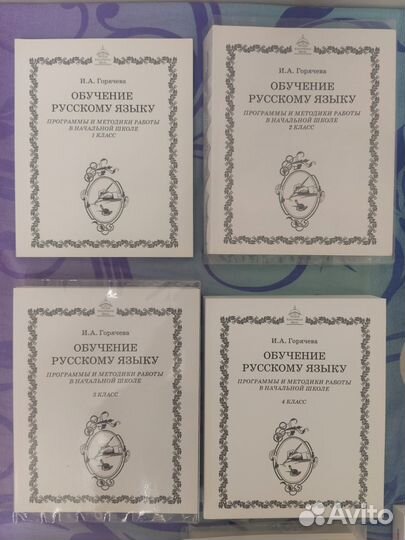 И.А. Горячева
ОБУЧЕНИЕ
РУССКОМУ ЯЗЫКУ
ПРОГРАММЫ И МЕТОДИКИ РАБОТЫ
В НАЧАЛЬНОЙ ШКОЛЕ
1 КЛАСС
И.А. Горячева
ОБУЧЕНИЕ
РУССКОМУ ЯЗЫКУ
ПРОГРАММЫ И МЕТОДИКИ РАБОТЫ
В НАЧАЛЬНОЙ ШКОЛЕ
2 КЛАСС
И.А. Горячева
ОБУЧЕНИЕ
РУССКОМУ ЯЗЫКУ
ПРОГРАММЫ И МЕТОДИКИ РАБОТЫ
В НАЧАЛЬНОЙ ШКОЛЕ
3 КЛАСС
И.А. Горячева
ОБУЧЕНИЕ
РУССКОМУ ЯЗЫКУ
ПРОГРАММЫ И МЕТОДИКИ РАБОТЫ
В НАЧАЛЬНОЙ ШКОЛЕ
4 КЛАСС
Avito